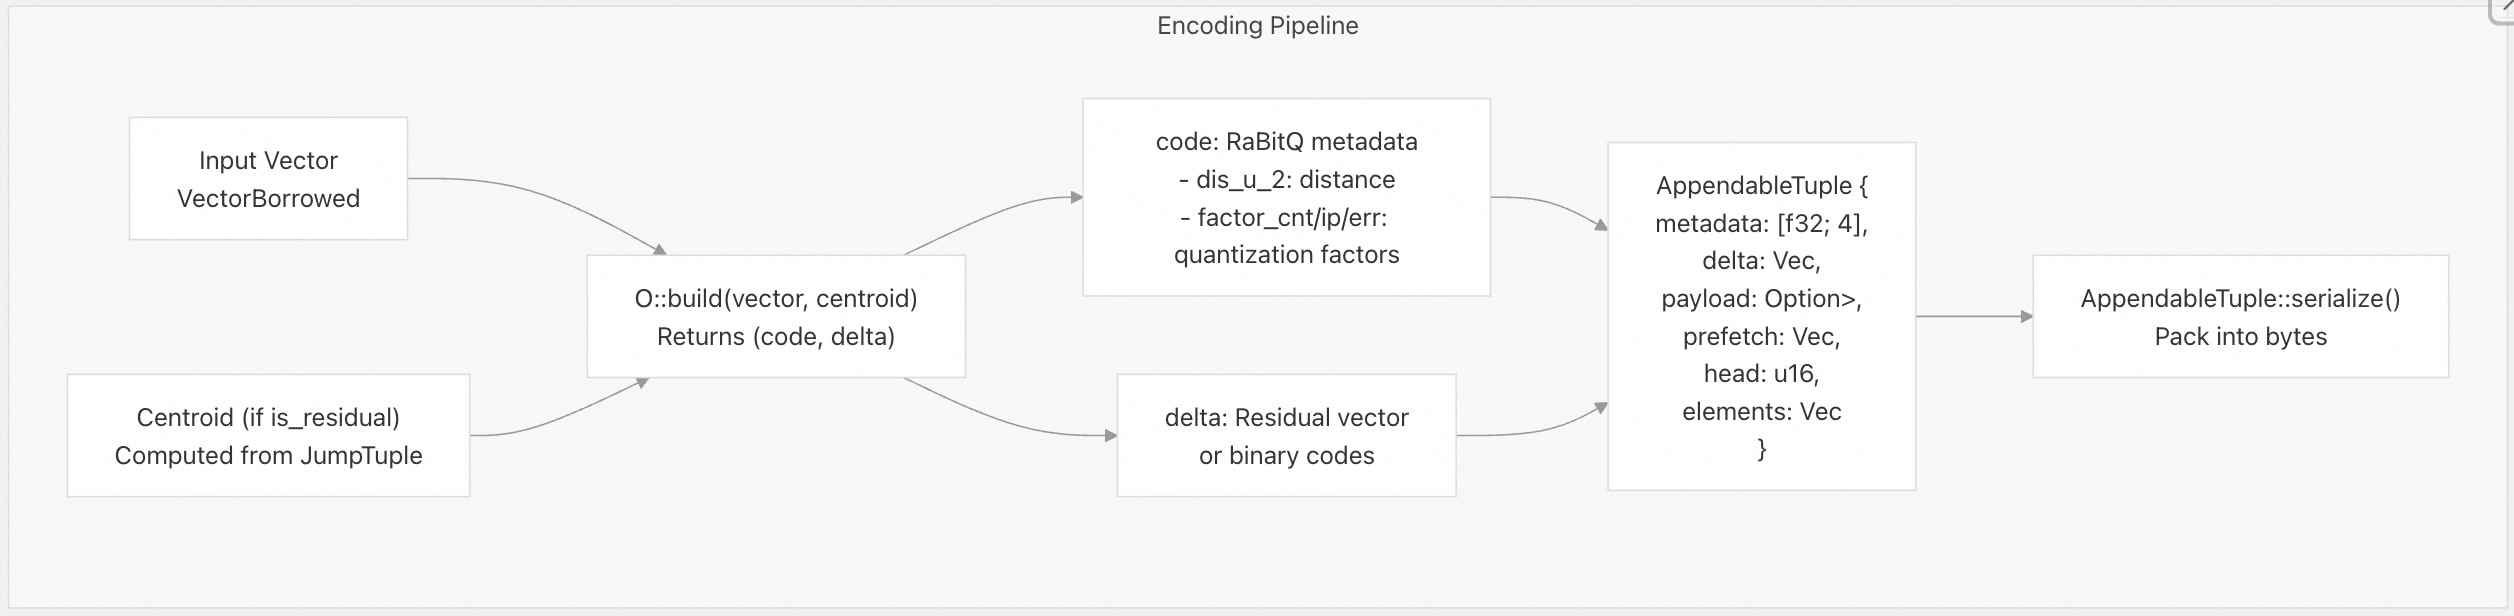 Encoding Pipeline
Input Vector
VectorBorrowed
Centroid (if is_residual)
Computed from JumpTuple
O::build(vector, centroid)
Returns (code, delta)
code: RaBitQ metadata
- dis_u_2: distance
- factor_cnt/ip/err:
quantization factors
delta: Residual vector
or binary codes
AppendableTuple {
metadata: [f32; 4],
delta: Vec,
payload: Option>,
prefetch: Vec,
head: u16,
elements: Vec
}
AppendableTuple::serialize()
Pack into bytes